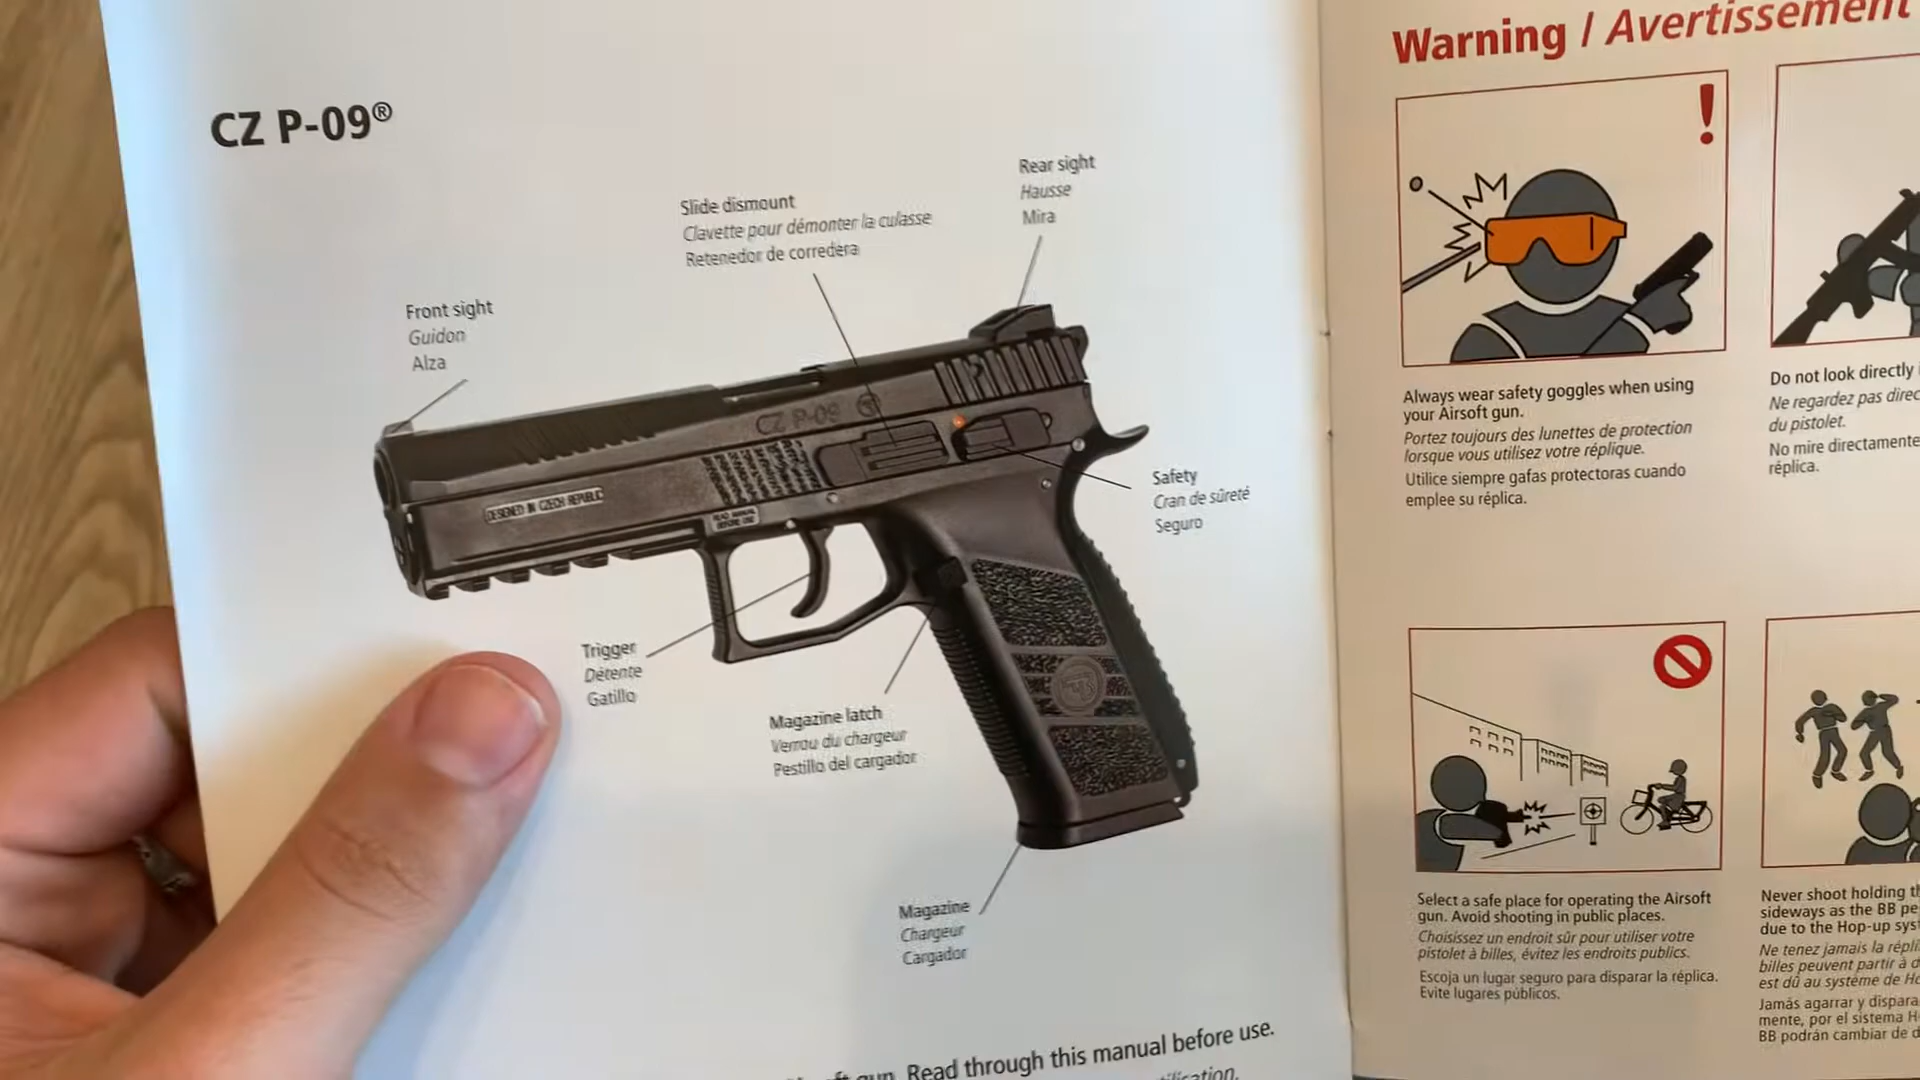 CZ P-09®
Rear sight
Hausse
Mira
Slide dismount
Clavette pour démonter la culasse
Retenedor de corredera
Front sight
Guidon
Alza
CZ P-09
DESIGNED IN CZECH REPUBLIC
READ MANUAL
BEFORE USE
Safety
Cran de sûreté
Seguro
Trigger
Détente
Gatillo
Magazine latch
Verrou du chargeur
Pestillo del cargador
Magazine
Chargeur
Cargador
gun. Read through this manual before use.
Warning / Avertissement
Always wear safety goggles when using
your Airsoft gun.
Portez toujours des lunettes de protection
lorsque vous utilisez votre réplique.
Utilice siempre gafas protectoras cuando
emplee su réplica.
Do not look directly
Ne regardez pas
du pistolet.
No mire directamente
réplica.
Select a safe place for operating the Airsoft
gun. Avoid shooting in public places.
Choisissez un endroit sûr pour utiliser votre
pistolet à billes, évitez les endroits publics.
Escoja un lugar seguro para disparar la réplica.
Evite lugares públicos.
Never shoot holding
sideways as the BB
due to the Hop-up
Ne tenez jamais la
billes peuvent partir à
est dû au système de
Jamás agarrar y
mente, por el sistema
BB podrán cambiar de